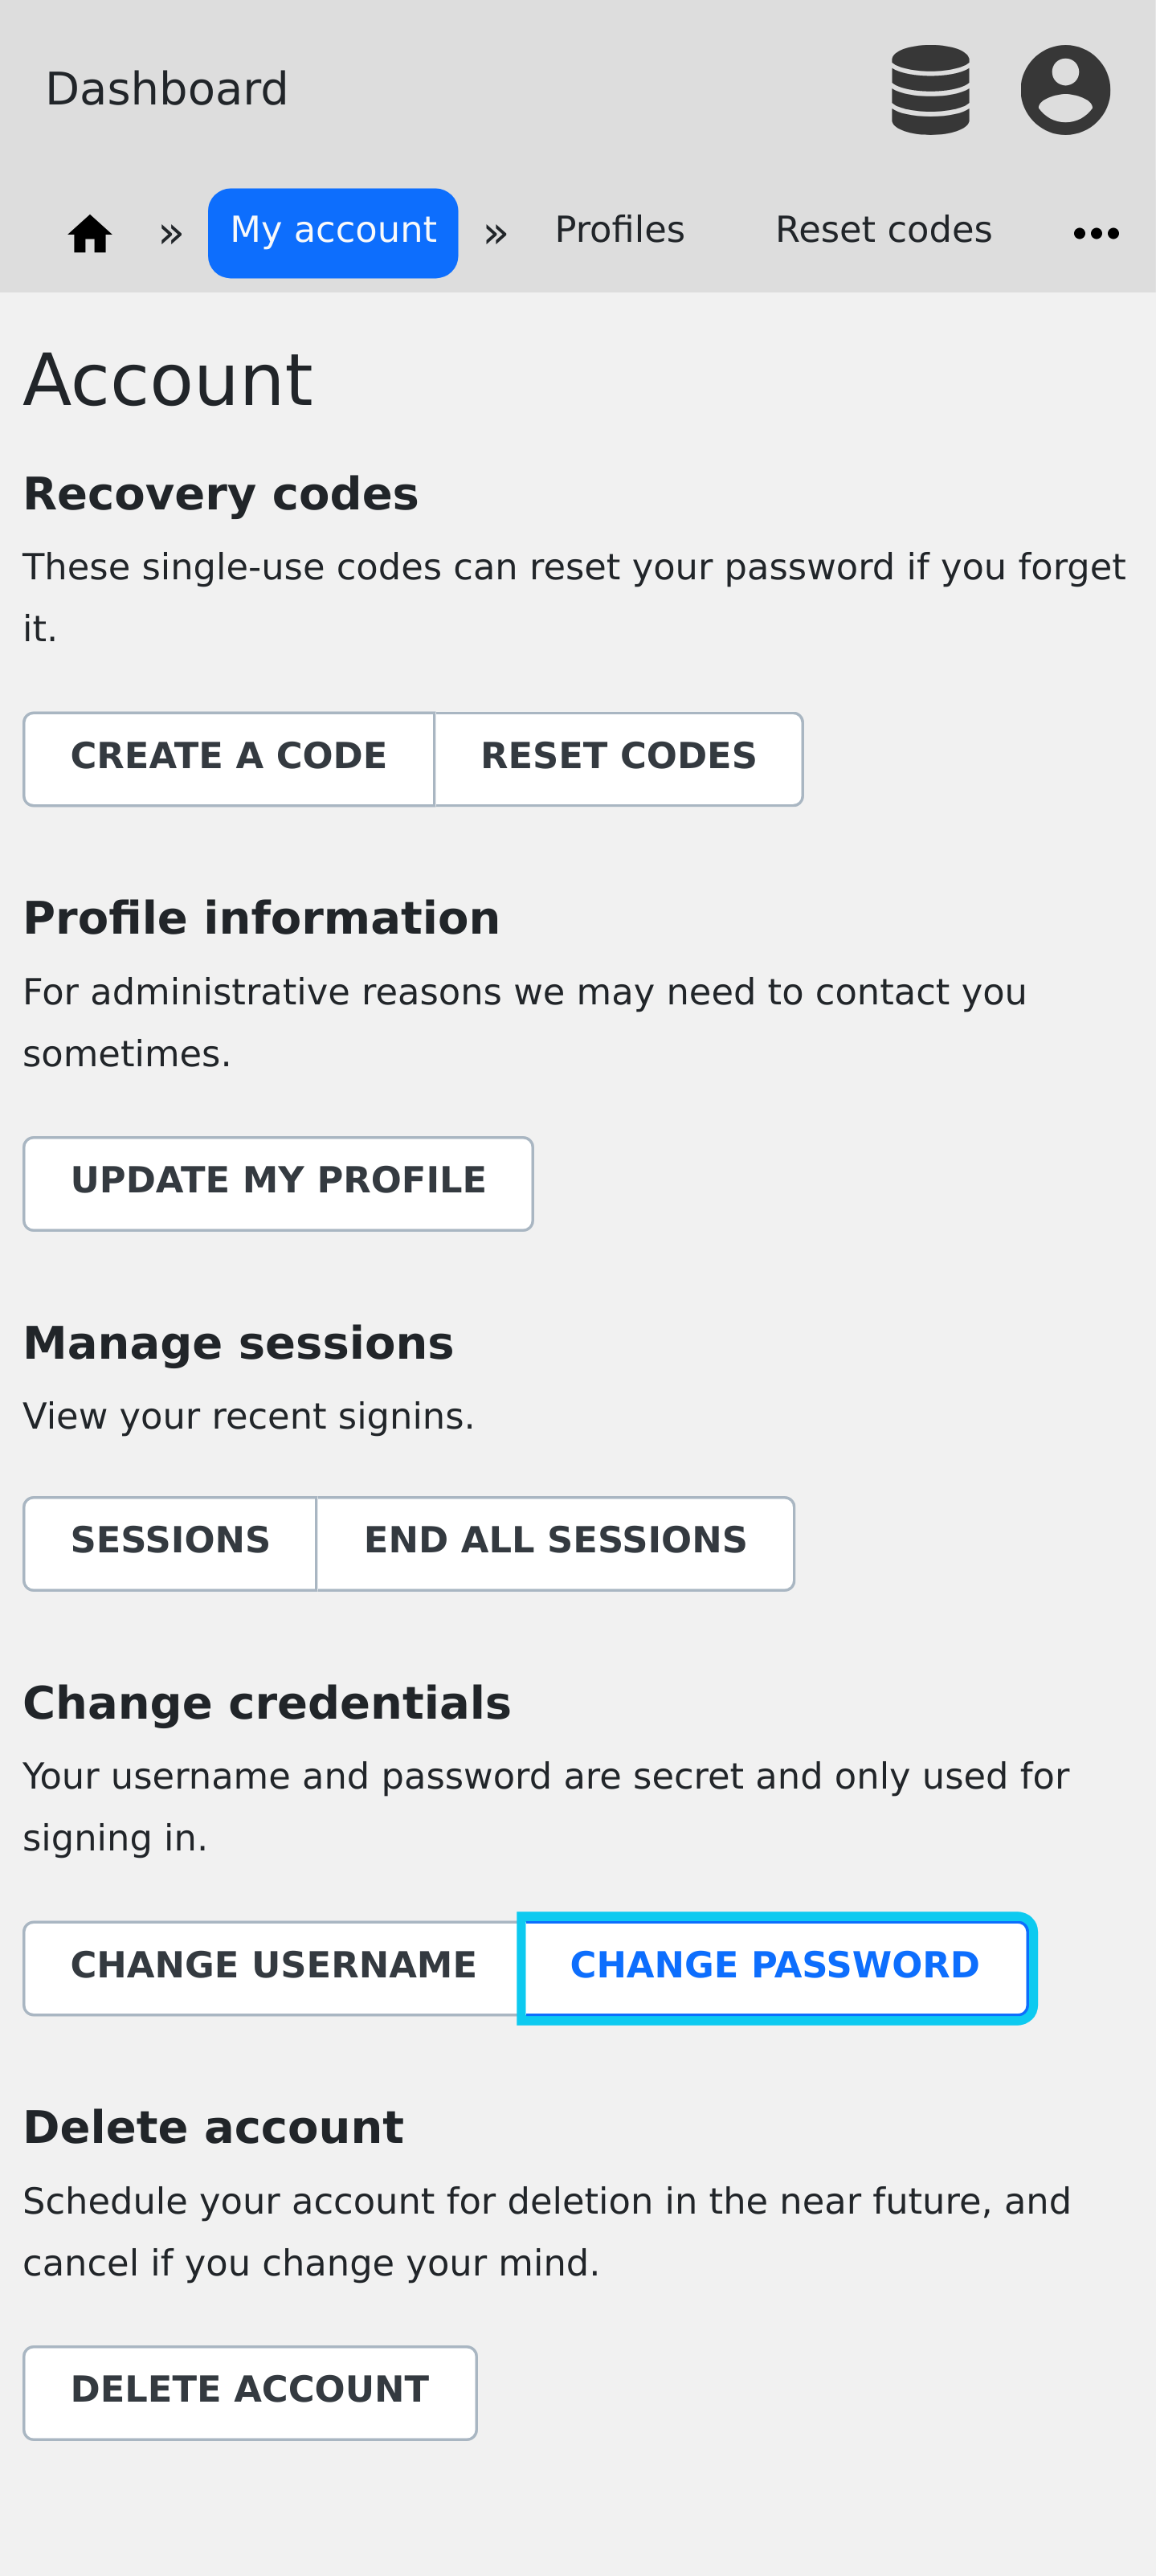 Dashboard
» My account » Profiles Reset codes •••
Account
Recovery codes
These single-use codes can reset your password if you forget
it.
CREATE A CODE RESET CODES
Profile information
For administrative reasons we may need to contact you
sometimes.
UPDATE MY PROFILE
Manage sessions
View your recent signins.
SESSIONS END ALL SESSIONS
Change credentials
Your username and password are secret and only used for
signing in.
CHANGE USERNAME CHANGE PASSWORD
Delete account
Schedule your account for deletion in the near future, and
cancel if you change your mind.
DELETE ACCOUNT